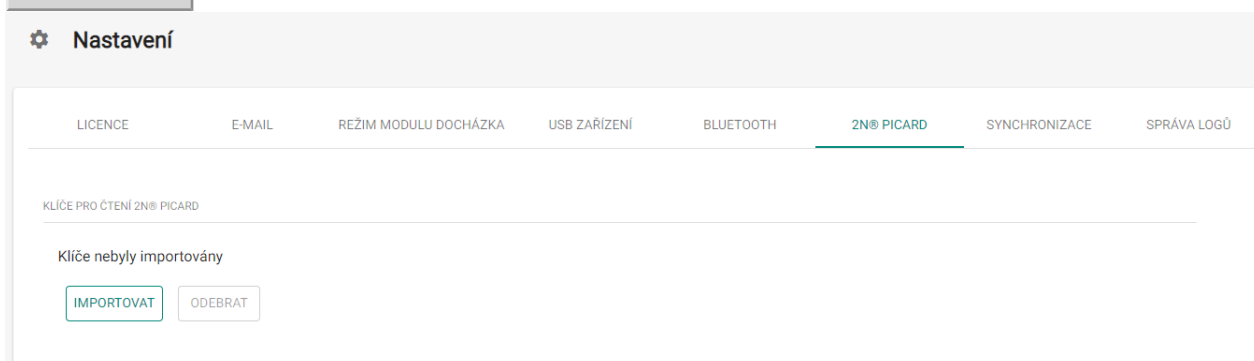 Nastavení
LICENCE E-MAIL REŽIM MODULU DOCHÁZKA USB ZAŘÍZENÍ BLUETOOTH 2N® PICARD SYNCHRONIZACE SPRÁVA LOGŮ
KLÍČE PRO ČTENÍ 2N® PICARD
Klíče nebyly importovány
IMPORTOVAT ODEBRAT